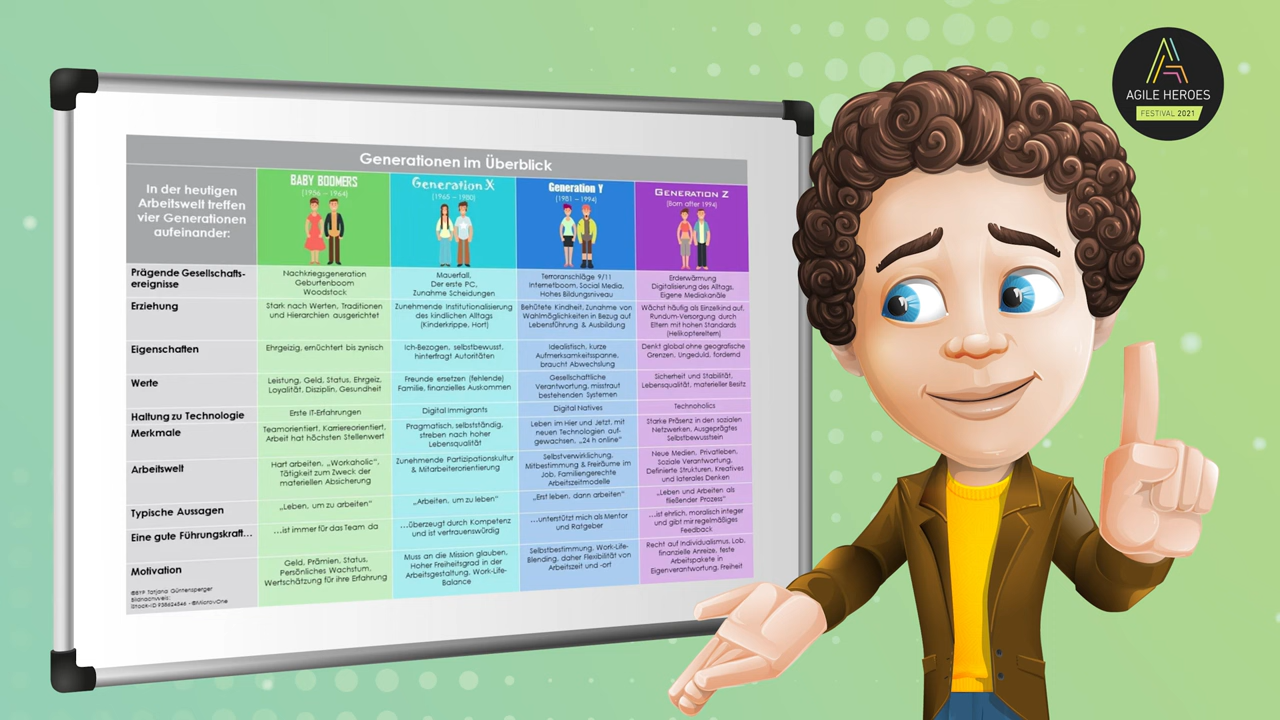 AGILE HEROES
FESTIVAL 2021
Generationen im Überblick
In der heutigen
Arbeitswelt treffen
vier Generationen
aufeinander:
BABY BOOMERS
[1956 – 1964]
Generation X
[1965 – 1980]
Generation Y
[1981 – 1994]
GENERATION Z
[Born after 1994]
Prägende Gesellschafts-
ereignisse
Nachkriegsgeneration
Geburtenboom
Woodstock
Mauerfall,
Der erste PC,
Zunahme Scheidungen
Terroranschläge 9/11
Internetboom, Social Media,
Hohes Bildungsniveau
Erderwärmung
Digitalisierung des Alltags,
Eigene Mediakanäle
Erziehung
Stark nach Werten, Traditionen
und Hierarchien ausgerichtet
Zunehmende Institutionalisierung
des kindlichen Alltags
(Kinderkrippe, Hort)
Behütete Kindheit, Zunahme von
Wahlmöglichkeiten in Bezug auf
Lebensführung & Ausbildung
Wächst häufig als Einzelkind auf,
Rundum-Versorgung durch
Eltern mit hohen Standards
(Helikoptereltern)
Eigenschaften
Ehrgeizig, ernüchtert bis zynisch
Ich-Bezogen, selbstbewusst,
hinterfragt Autoritäten
Idealistisch, kurze
Aufmerksamkeitsspanne,
braucht Abwechslung
Denkt global ohne geografische
Grenzen, Ungeduld, fordernd
Werte
Leistung, Geld, Status, Ehrgeiz,
Loyalität, Disziplin, Gesundheit
Freunde ersetzen (fehlende)
Familie, finanzielles Auskommen
Gesellschaftliche
Verantwortung, misstraut
bestehenden Systemen
Sicherheit und Stabilität,
Lebensqualität, materieller Besitz
Haltung zu Technologie
Erste IT-Erfahrungen
Digital Immigrants
Digital Natives
Technoholics
Merkmale
Teamorientiert, Karriereorientiert,
Arbeit hat höchsten Stellenwert
Pragmatisch, selbstständig,
streben nach hoher
Lebensqualität
Leben im Hier und Jetzt, mit
neuen Technologien auf-
gewachsen, „24 h online"
Starke Präsenz in den sozialen
Netzwerken, Ausgeprägtes
Selbstbewusstsein
Arbeitswelt
Hart arbeiten, „Workaholic",
Tätigkeit zum Zweck der
materiellen Absicherung
Zunehmende Partizipationskultur
& Mitarbeiterorientierung
Selbstverwirklichung,
Mitbestimmung & Freiräume im
Job, Familiengerechte
Arbeitszeitmodelle
Neue Medien, Privatleben,
Soziale Verantwortung,
Definierte Strukturen, Kreatives
und laterales Denken
Typische Aussagen
„Leben, um zu arbeiten"
„Arbeiten, um zu leben"
„Erst leben, dann arbeiten"
„Leben und Arbeiten als
fließender Prozess"
Eine gute Führungskraft...
...ist immer für das Team da
...überzeugt durch Kompetenz
und ist vertrauenswürdig
...unterstützt mich als Mentor
und Ratgeber
...ist ehrlich, moralisch integer
und gibt mir regelmäßiges
Feedback
Motivation
Geld, Prämien, Status,
Persönliches Wachstum,
Wertschätzung für ihre Erfahrung
Muss an die Mission glauben,
Hoher Freiheitsgrad in der
Arbeitsgestaltung, Work-Life-
Balance
Selbstbestimmung, Work-Life-
Blending, daher Flexibilität von
Arbeitszeit und -ort
Recht auf Individualismus, Lob,
finanzielle Anreize, feste
Arbeitspakete in
Eigenverantwortung, Freiheit
Tatjana Güntensperger
Bildnachweis: